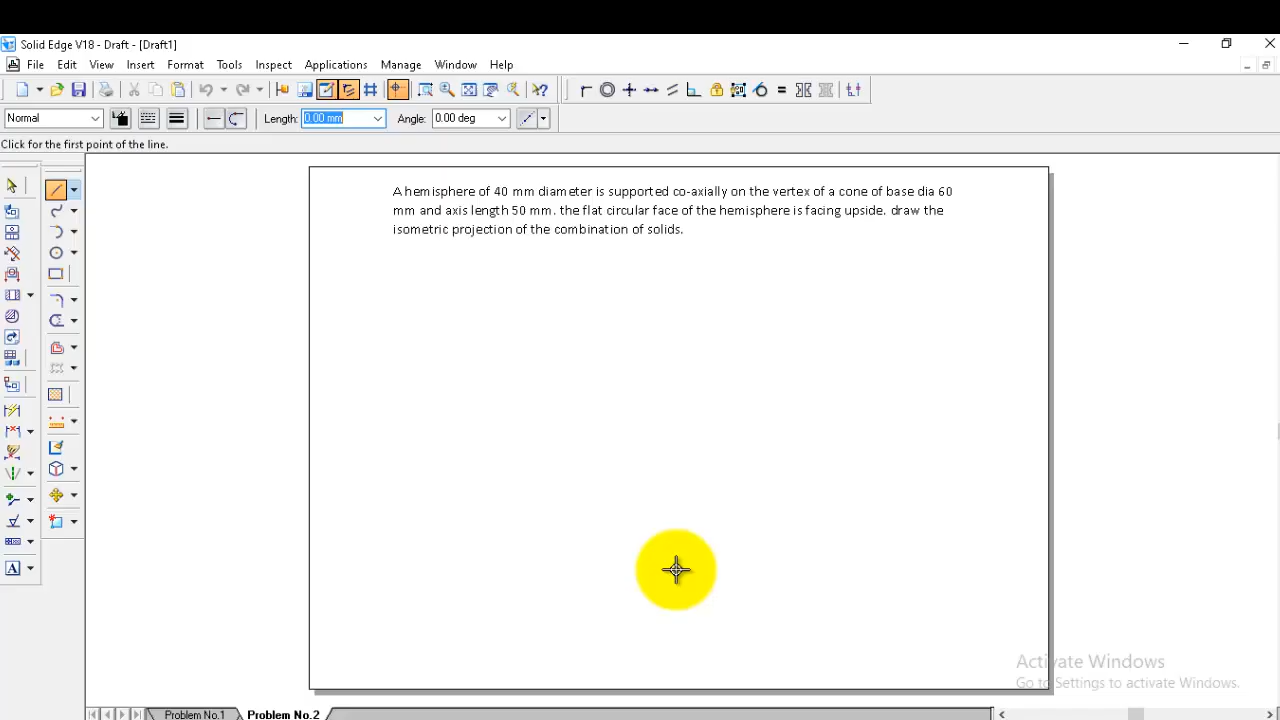 Solid Edge V18 - Draft - [Draft1]
File Edit View Insert Format Tools Inspect Applications Manage Window Help
Normal Length: 0.00 mm Angle: 0.00 deg
Click for the first point of the line.
A hemisphere of 40 mm diameter is supported co-axially on the vertex of a cone of base dia 60
mm and axis length 50 mm. the flat circular face of the hemisphere is facing upside. draw the
isometric projection of the combination of solids.
A
Activate Windows
Go to Settings to activate Windows.
Problem No.1 Problem No.2